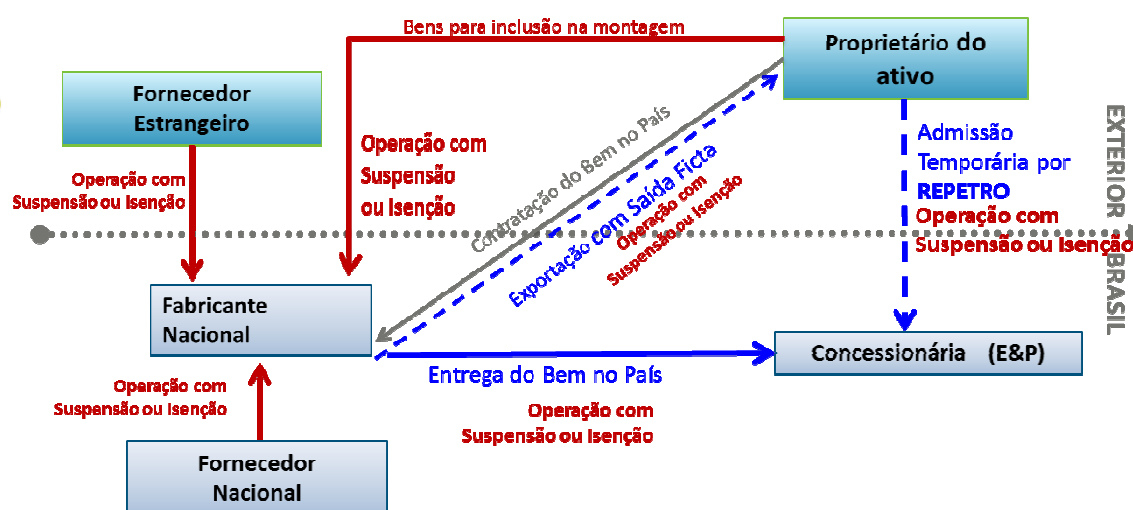 Bens para inclusão na montagem
Proprietário do
ativo
Fornecedor
Estrangeiro
EXTERIOR
BRASIL
Operação com
Suspensão ou Isenção
Operação com
Suspensão
ou Isenção
Contratação do Bem no País
Exportação com Saída Ficta
Operação com
Suspensão ou Isenção
Admissão
Temporária por
REPETRO
Operação com
Suspensão ou Isenção
Fabricante
Nacional
Concessionária (E&P)
Entrega do Bem no País
Operação com
Suspensão ou Isenção
Operação com
Suspensão ou Isenção
Fornecedor
Nacional